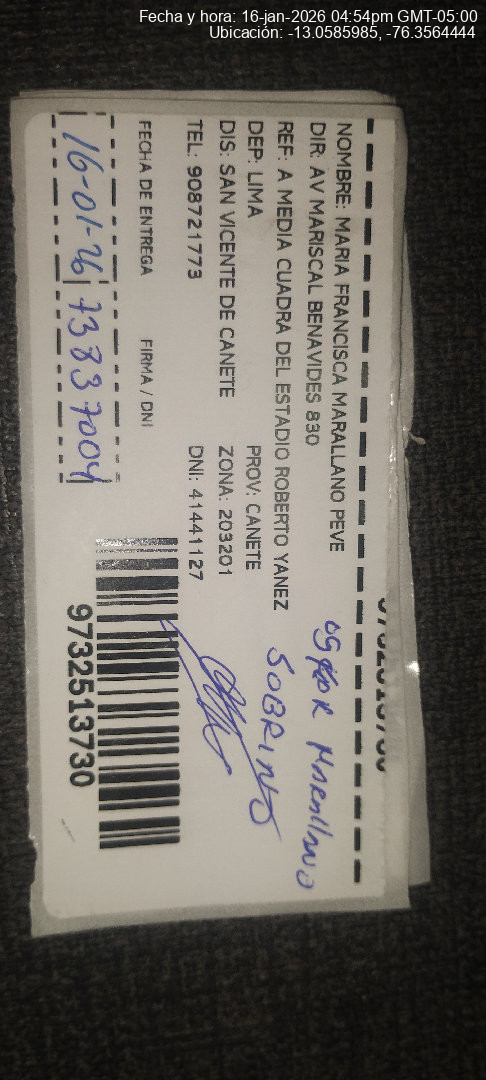 Fecha y hora: 16-jan-2026 04:54pm GMT-05:00
Ubicación: -13.0585985, -76.3564444
NOMBRE: MARIA FRANCISCA MARALLANO PEVE
DIR: AV MARISCAL BENAVIDES 830
REF: A MEDIA CUADRA DEL ESTADIO ROBERTO YANEZ
DEP: LIMA PROV: CANETE
DIS: SAN VICENTE DE CANETE ZONA: 203201
TEL: 908721773 DNI: 41441127
FECHA DE ENTREGA FIRMA / DNI
16-01-26 73837004
MARALLANO
SOBRINO
9732513730